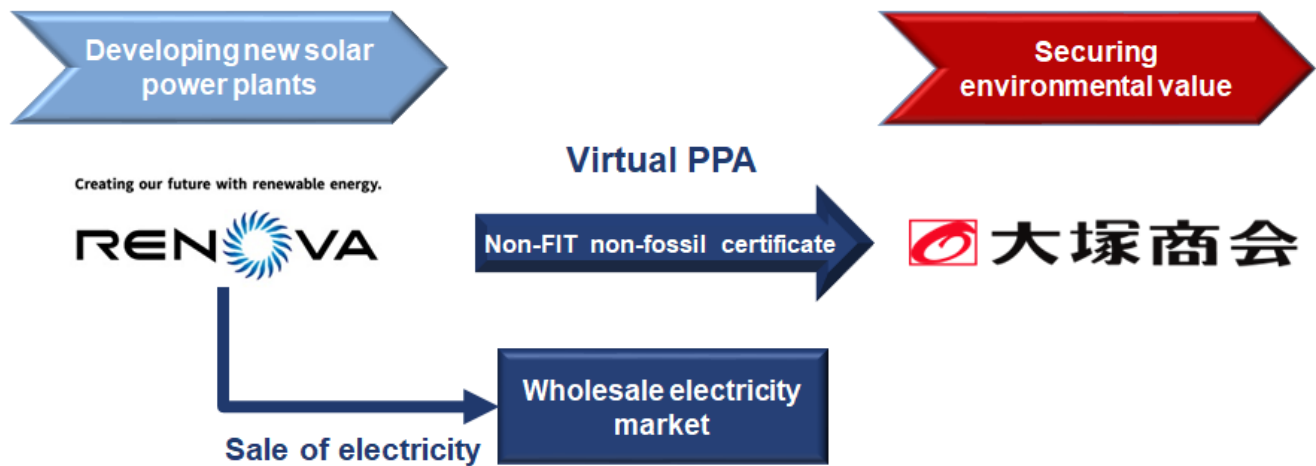 Developing new solar
power plants
Securing
environmental value
Creating our future with renewable energy.
RENOVA
Virtual PPA
Non-FIT non-fossil certificate
大塚商会
Wholesale electricity
market
Sale of electricity